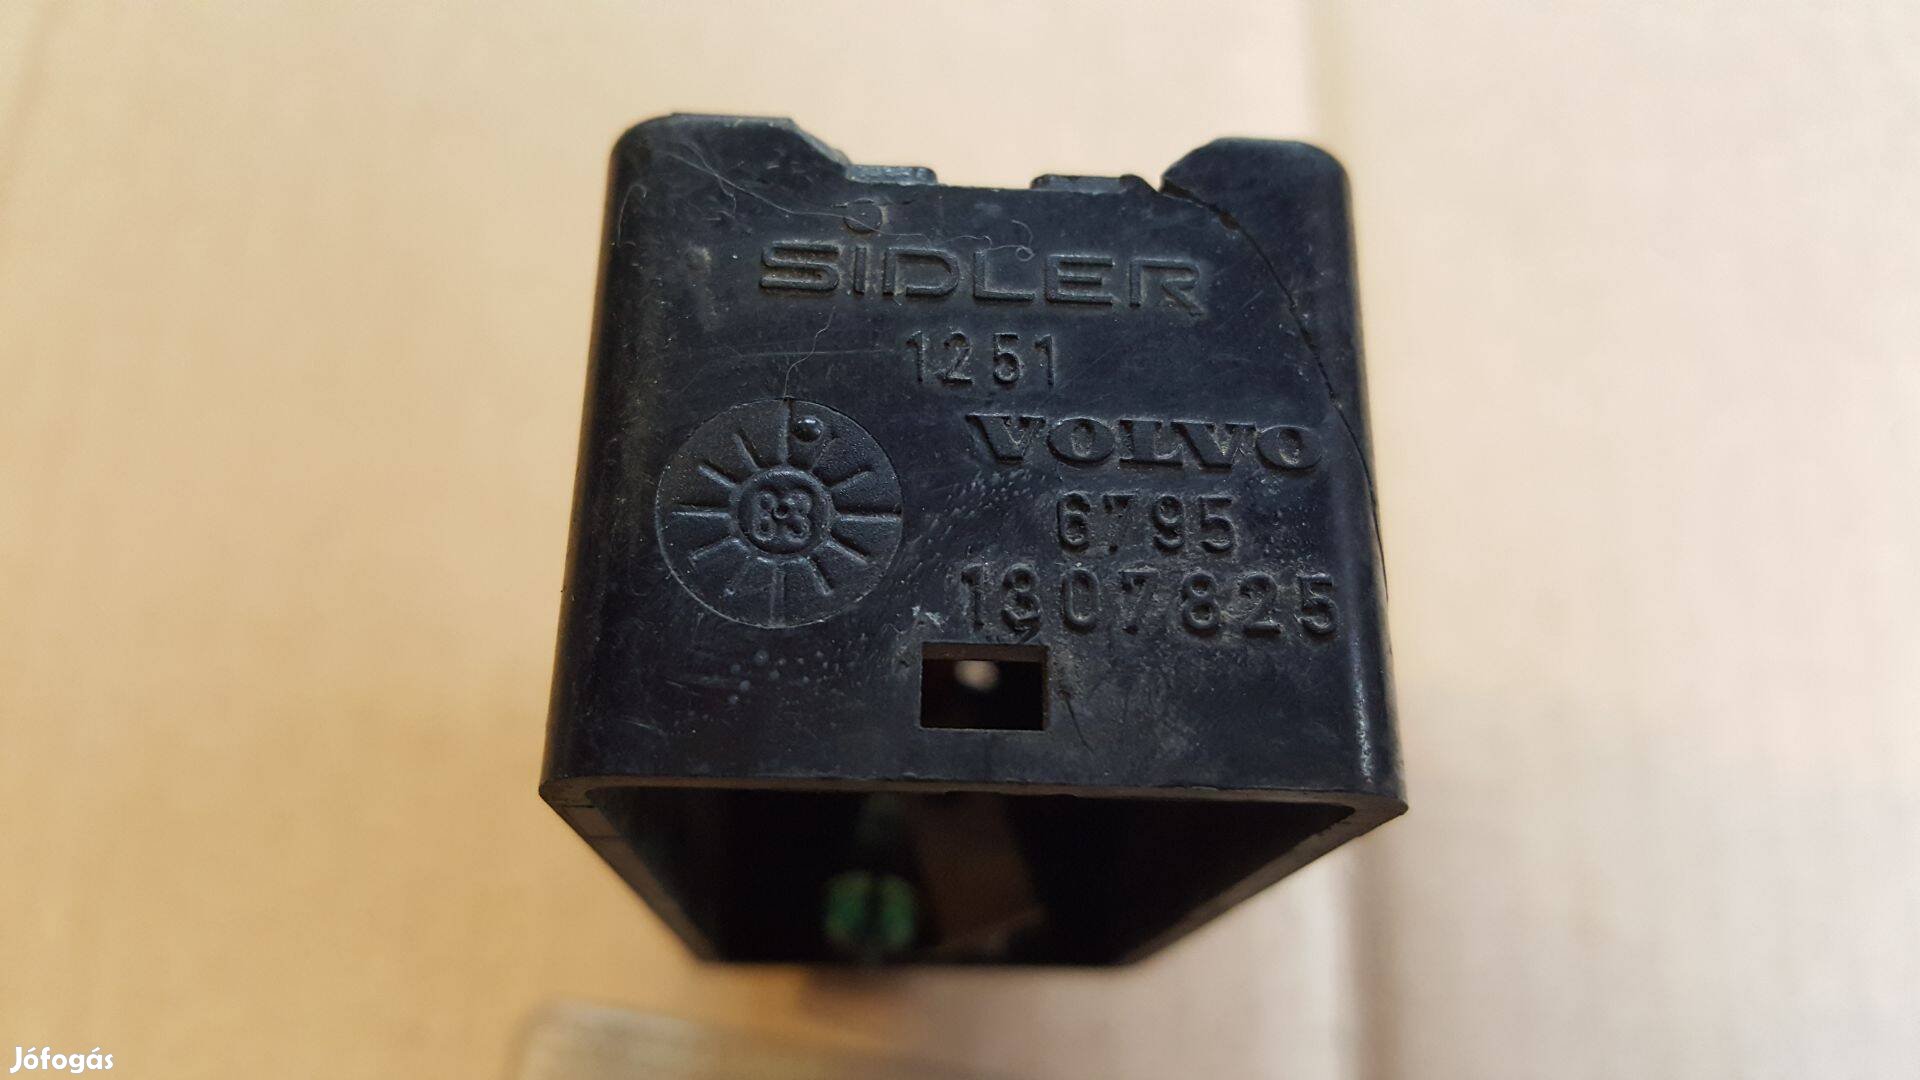 SIDLER
1251
VOLVO
83
6795
1307825
Jófogás